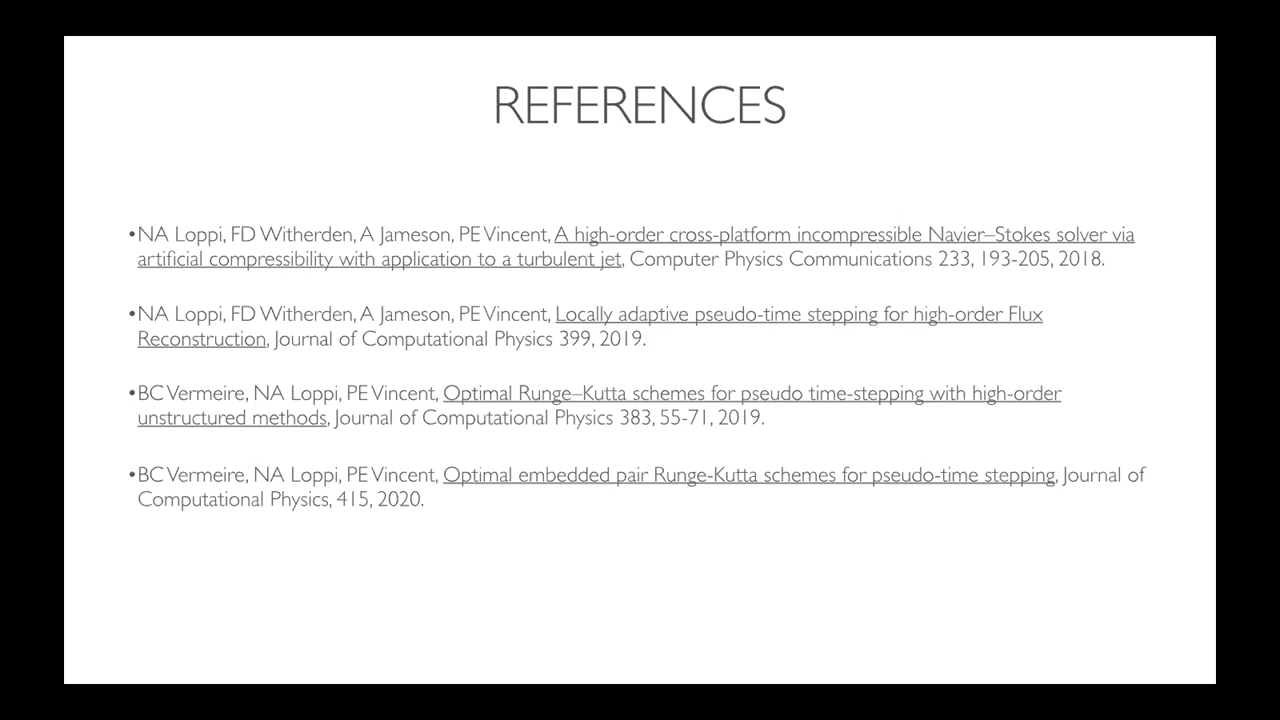 REFERENCES
•NA Loppi, FD Witherden, A Jameson, PE Vincent, A high-order cross-platform incompressible Navier–Stokes solver via
artificial compressibility with application to a turbulent jet, Computer Physics Communications 233, 193-205, 2018.
•NA Loppi, FD Witherden, A Jameson, PE Vincent, Locally adaptive pseudo-time stepping for high-order Flux
Reconstruction, Journal of Computational Physics 399, 2019.
•BC Vermeire, NA Loppi, PE Vincent, Optimal Runge–Kutta schemes for pseudo time-stepping with high-order
unstructured methods, Journal of Computational Physics 383, 55-71, 2019.
•BC Vermeire, NA Loppi, PE Vincent, Optimal embedded pair Runge-Kutta schemes for pseudo-time stepping, Journal of
Computational Physics, 415, 2020.